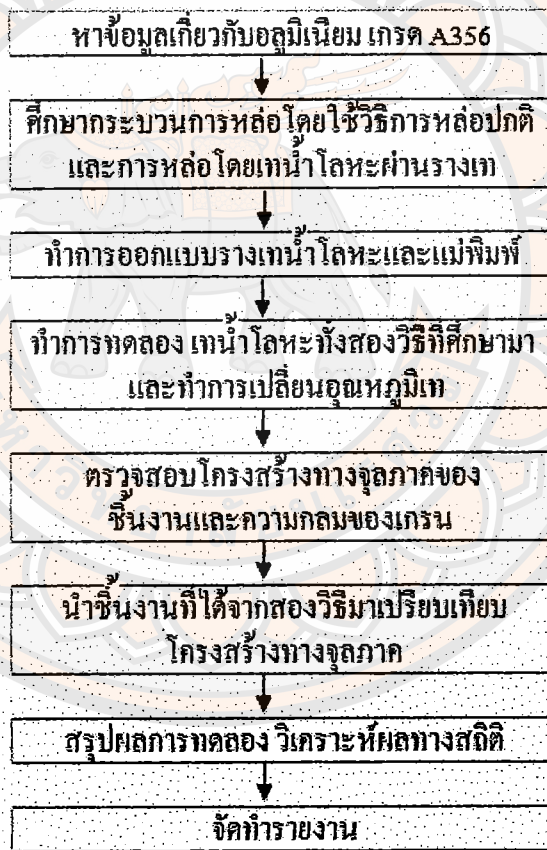 หาข้อมูลเกี่ยวกับอลูมิเนียม เกรด A356
ศึกษากระบวนการหล่อโดยใช้วิธีการหล่อปกติ
และการหล่อโดยเทน้ำโลหะผ่านรางเท
ทำการออกแบบรางเทน้ำโลหะและแม่พิมพ์
ทำการทดลอง เทน้ำโลหะทั้งสองวิธีที่ศึกษามา
และทำการเปลี่ยนอุณหภูมิเท
ตรวจสอบโครงสร้างทางจุลภาคของ
ชิ้นงานและความกลมของเกรน
นำชิ้นงานที่ได้จากสองวิธีมาเปรียบเทียบ
โครงสร้างทางจุลภาค
สรุปผลการทดลอง วิเคราะห์ผลทางสถิติ
จัดทำรายงาน